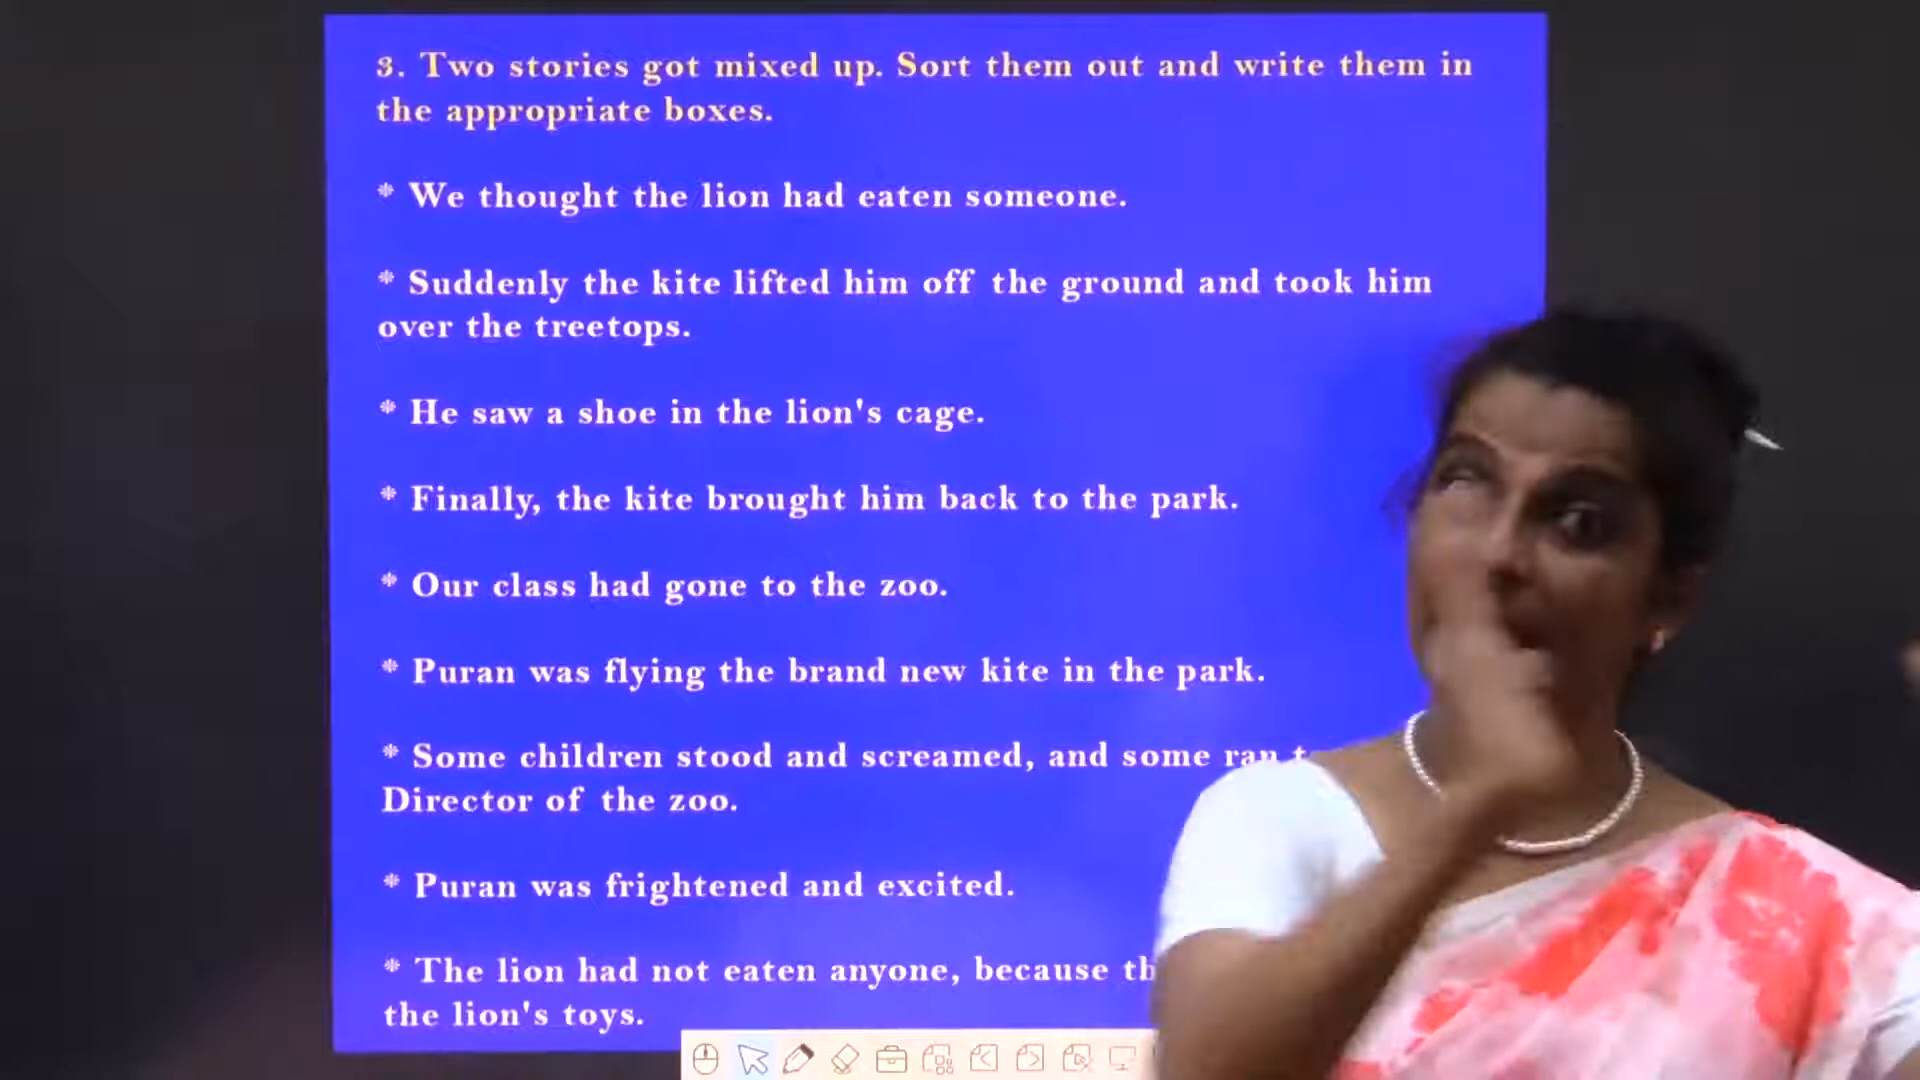 3. Two stories got mixed up. Sort them out and write them in
the appropriate boxes.
* We thought the lion had eaten someone.
* Suddenly the kite lifted him off the ground and took him
over the treetops.
* He saw a shoe in the lion's cage.
* Finally, the kite brought him back to the park.
* Our class had gone to the zoo.
* Puran was flying the brand new kite in the park.
* Some children stood and screamed, and some ran
Director of the zoo.
* Puran was frightened and excited.
* The lion had not eaten anyone, because
the lion's toys.